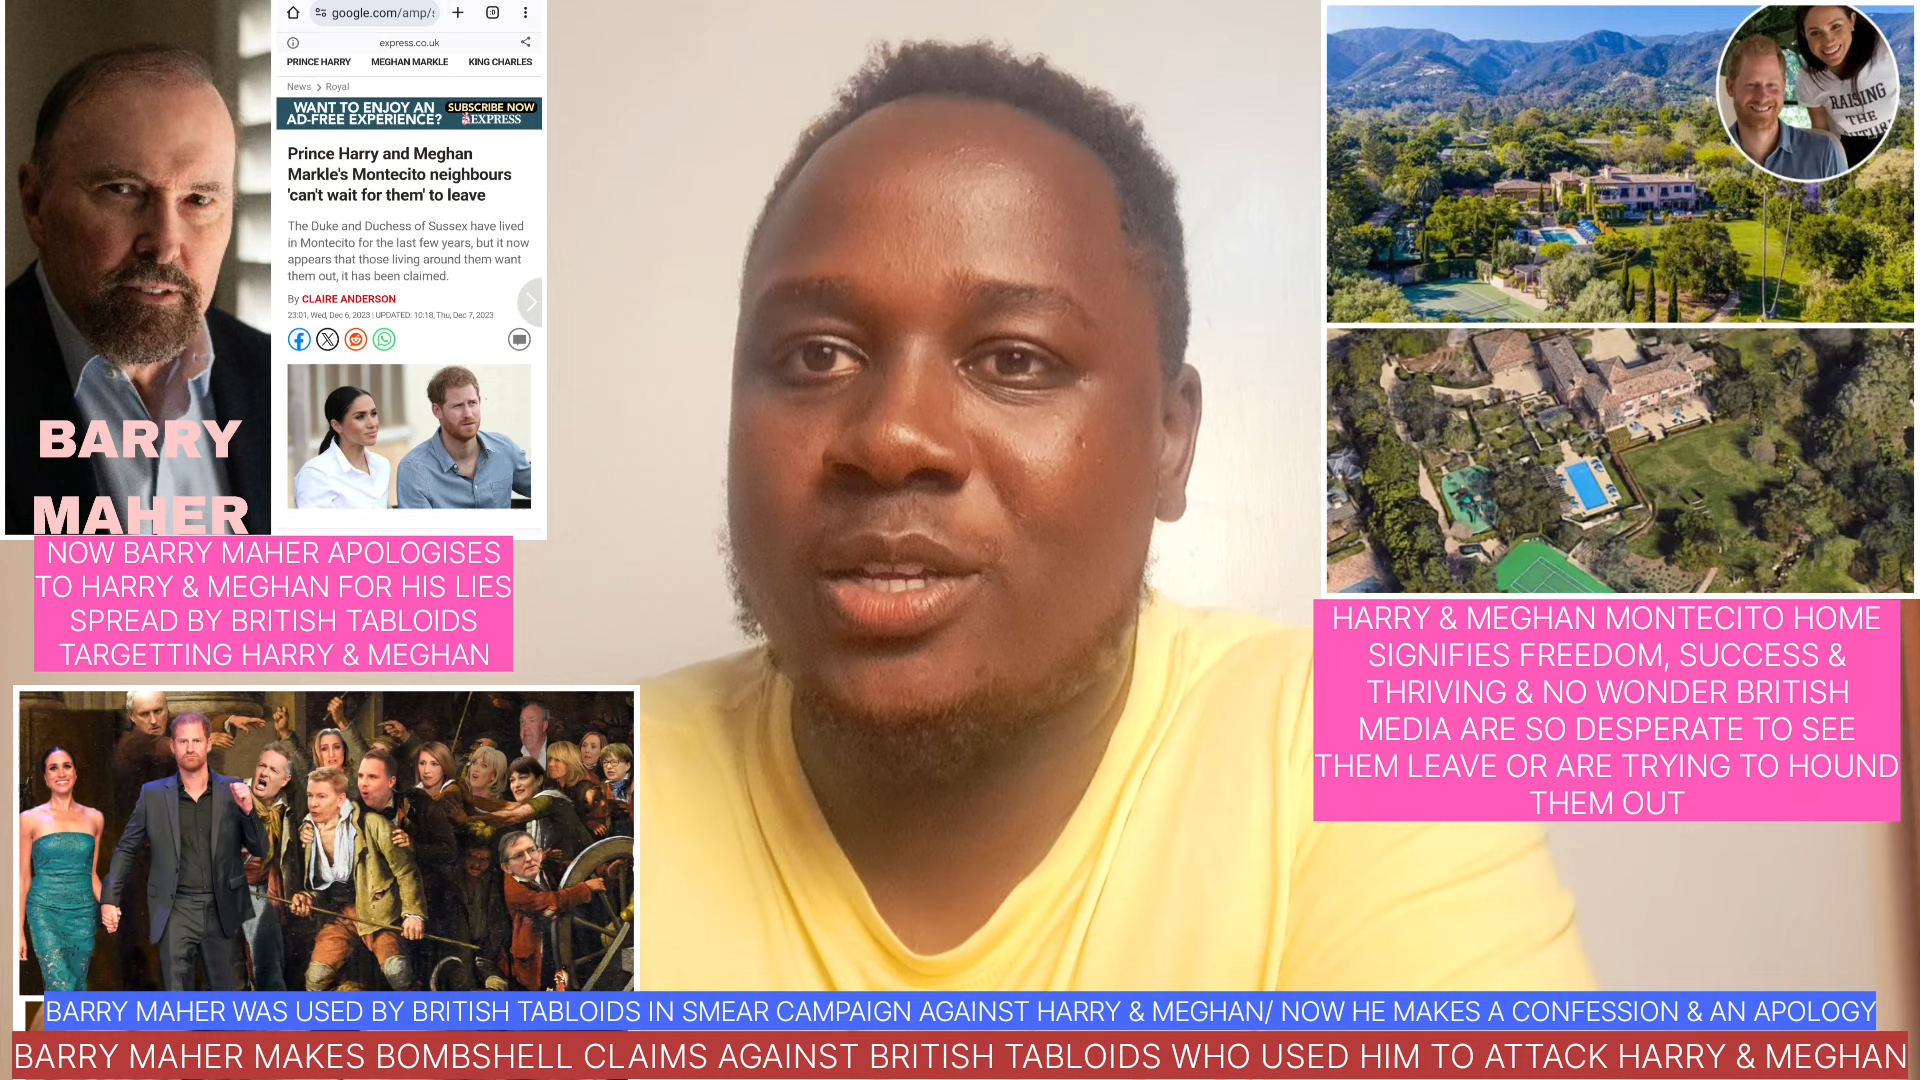 google.com/amp/s
express.co.uk
PRINCE HARRY MEGHAN MARKLE KING CHARLES
News > Royal
WANT TO ENJOY AN
AD-FREE EXPERIENCE?
SUBSCRIBE NOW
EXPRESS
Prince Harry and Meghan
Markle's Montecito neighbours
'can't wait for them' to leave
The Duke and Duchess of Sussex have lived
in Montecito for the last few years, but it now
appears that those living around them want
them out, it has been claimed.
By CLAIRE ANDERSON
23:01, Wed, Dec 6, 2023 | UPDATED: 10:18, Thu, Dec 7, 2023
BARRY
MAHER
NOW BARRY MAHER APOLOGISES
TO HARRY & MEGHAN FOR HIS LIES
SPREAD BY BRITISH TABLOIDS
TARGETTING HARRY & MEGHAN
RAISING
THE
HARRY & MEGHAN MONTECITO HOME
SIGNIFIES FREEDOM, SUCCESS &
THRIVING & NO WONDER BRITISH
MEDIA ARE SO DESPERATE TO SEE
THEM LEAVE OR ARE TRYING TO HOUND
THEM OUT
BARRY MAHER WAS USED BY BRITISH TABLOIDS IN SMEAR CAMPAIGN AGAINST HARRY & MEGHAN/ NOW HE MAKES A CONFESSION & AN APOLOGY
BARRY MAHER MAKES BOMBSHELL CLAIMS AGAINST BRITISH TABLOIDS WHO USED HIM TO ATTACK HARRY & MEGHAN